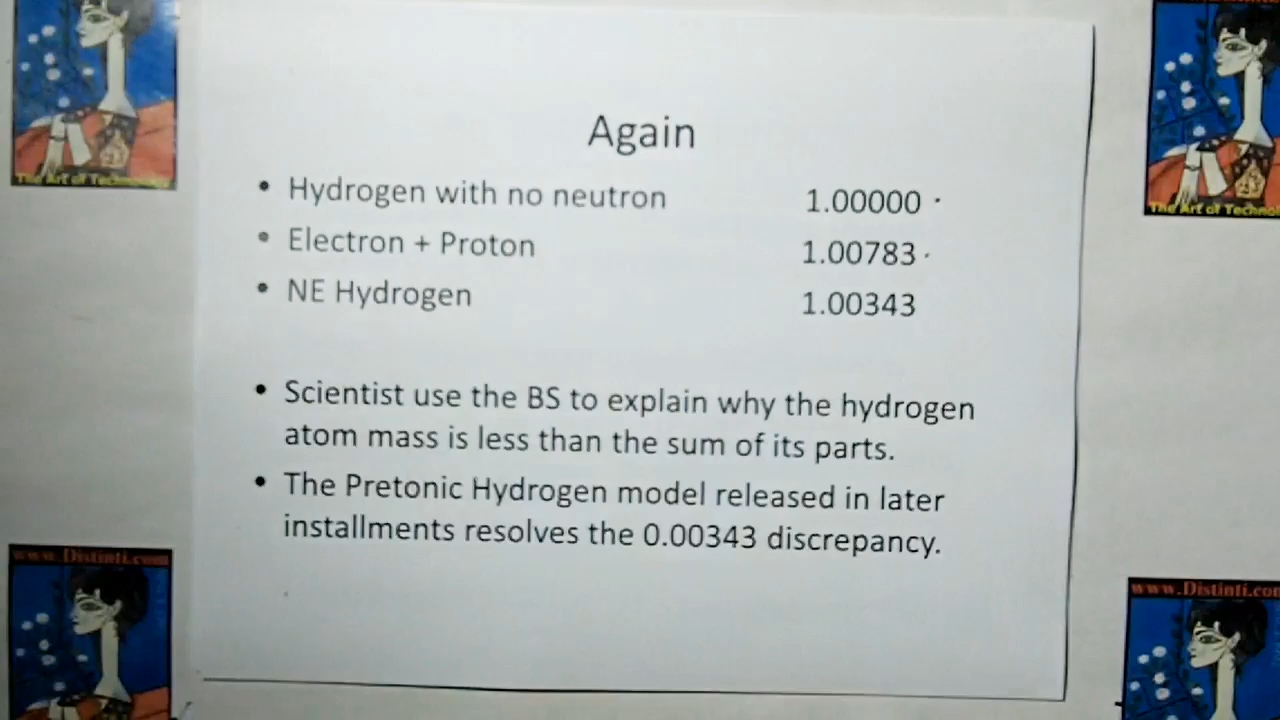 The Art of Technology
The Art of Techno
Again
• Hydrogen with no neutron 1.00000
• Electron + Proton 1.00783
• NE Hydrogen 1.00343
• Scientist use the BS to explain why the hydrogen
atom mass is less than the sum of its parts.
• The Pretonic Hydrogen model released in later
installments resolves the 0.00343 discrepancy.
www.Distinti.com
www.Distinti.com